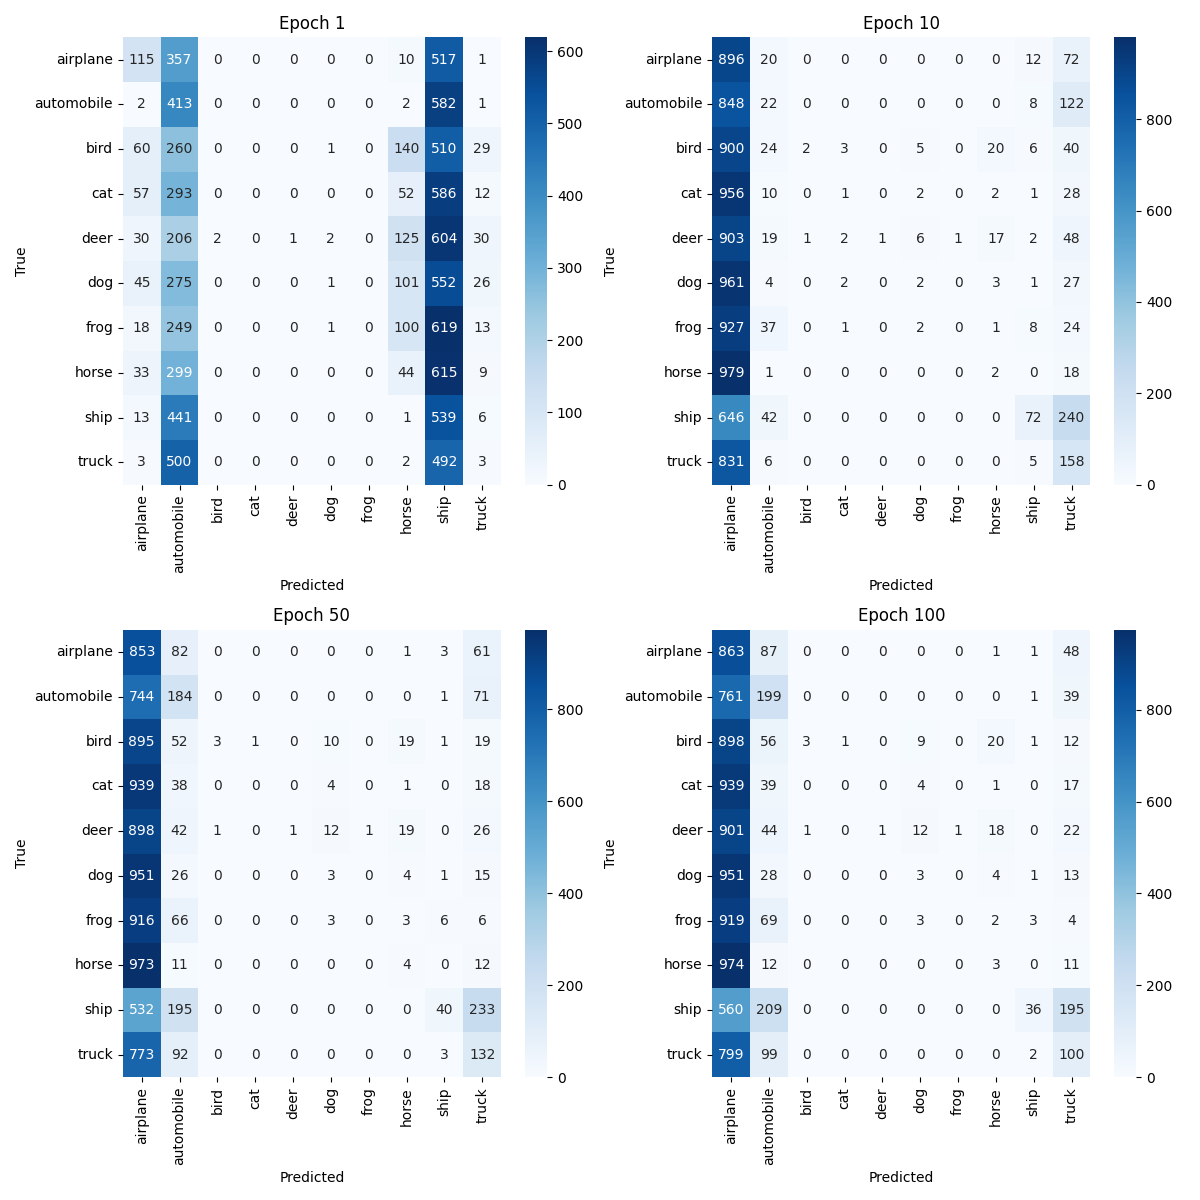 Epoch 1
True
airplane 115 357 0 0 0 0 0 10 517 1
automobile 2 413 0 0 0 0 0 2 582 1
bird 60 260 0 0 0 1 0 140 510 29
cat 57 293 0 0 0 0 0 52 586 12
deer 30 206 2 0 1 2 0 125 604 30
dog 45 275 0 0 0 1 0 101 552 26
frog 18 249 0 0 0 1 0 100 619 13
horse 33 299 0 0 0 0 0 44 615 9
ship 13 441 0 0 0 0 0 1 539 6
truck 3 500 0 0 0 0 0 2 492 3
airplane automobile bird cat deer dog frog horse ship truck
Predicted
600
500
400
300
200
100
0
Epoch 10
True
airplane 896 20 0 0 0 0 0 0 12 72
automobile 848 22 0 0 0 0 0 0 8 122
bird 900 24 2 3 0 5 0 20 6 40
cat 956 10 0 1 0 2 0 2 1 28
deer 903 19 1 2 1 6 1 17 2 48
dog 961 4 0 2 0 2 0 3 1 27
frog 927 37 0 1 0 2 0 1 8 24
horse 979 1 0 0 0 0 0 2 0 18
ship 646 42 0 0 0 0 0 0 72 240
truck 831 6 0 0 0 0 0 0 5 158
airplane automobile bird cat deer dog frog horse ship truck
Predicted
800
600
400
200
0
Epoch 50
True
airplane 853 82 0 0 0 0 0 1 3 61
automobile 744 184 0 0 0 0 0 0 1 71
bird 895 52 3 1 0 10 0 19 1 19
cat 939 38 0 0 0 4 0 1 0 18
deer 898 42 1 0 1 12 1 19 0 26
dog 951 26 0 0 0 3 0 4 1 15
frog 916 66 0 0 0 3 0 3 6 6
horse 973 11 0 0 0 0 0 4 0 12
ship 532 195 0 0 0 0 0 0 40 233
truck 773 92 0 0 0 0 0 0 3 132
airplane automobile bird cat deer dog frog horse ship truck
Predicted
800
600
400
200
0
Epoch 100
True
airplane 863 87 0 0 0 0 0 1 1 48
automobile 761 199 0 0 0 0 0 0 1 39
bird 898 56 3 1 0 9 0 20 1 12
cat 939 39 0 0 0 4 0 1 0 17
deer 901 44 1 0 1 12 1 18 0 22
dog 951 28 0 0 0 3 0 4 1 13
frog 919 69 0 0 0 3 0 2 3 4
horse 974 12 0 0 0 0 0 3 0 11
ship 560 209 0 0 0 0 0 0 36 195
truck 799 99 0 0 0 0 0 0 2 100
airplane automobile bird cat deer dog frog horse ship truck
Predicted
800
600
400
200
0